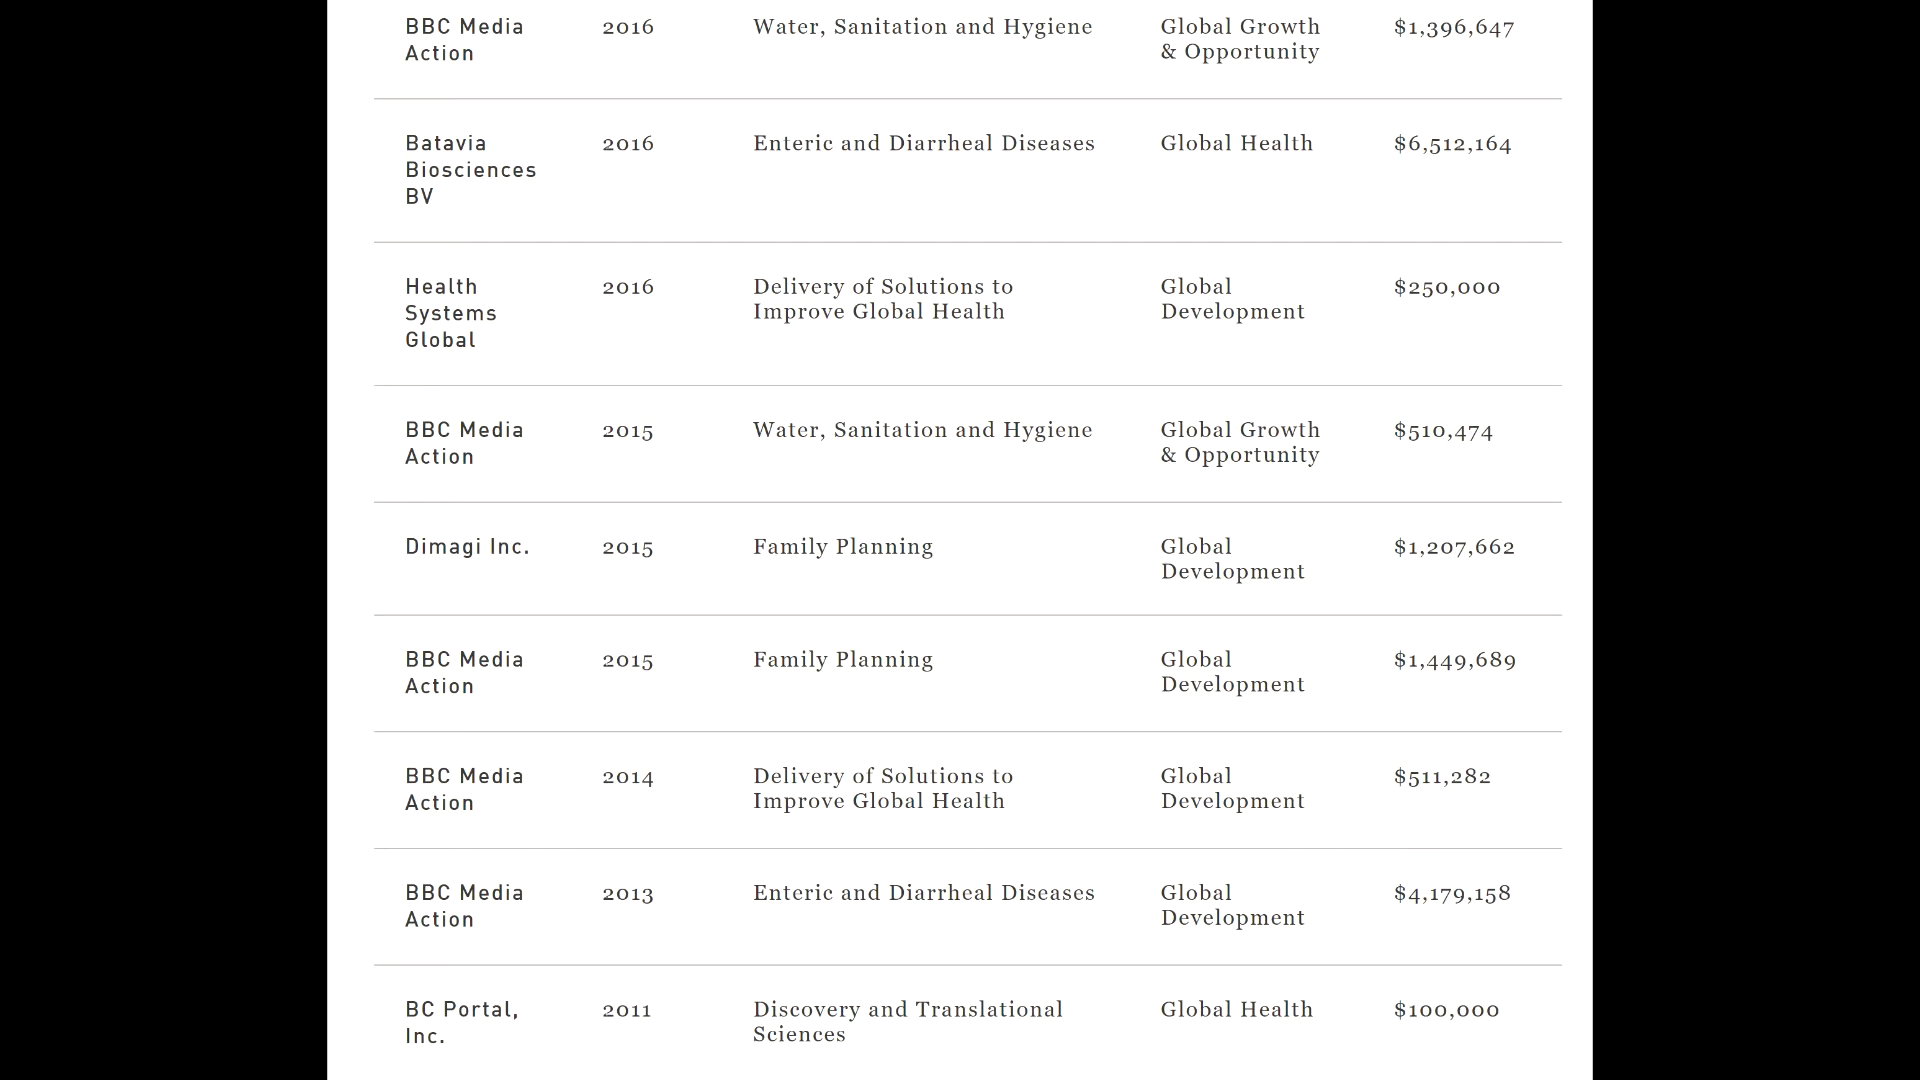 BBC Media Action 2016 Water, Sanitation and Hygiene Global Growth & Opportunity $1,396,647
Batavia Biosciences BV 2016 Enteric and Diarrheal Diseases Global Health $6,512,164
Health Systems Global 2016 Delivery of Solutions to Improve Global Health Global Development $250,000
BBC Media Action 2015 Water, Sanitation and Hygiene Global Growth & Opportunity $510,474
Dimagi Inc. 2015 Family Planning Global Development $1,207,662
BBC Media Action 2015 Family Planning Global Development $1,449,689
BBC Media Action 2014 Delivery of Solutions to Improve Global Health Global Development $511,282
BBC Media Action 2013 Enteric and Diarrheal Diseases Global Development $4,179,158
BC Portal, Inc. 2011 Discovery and Translational Sciences Global Health $100,000